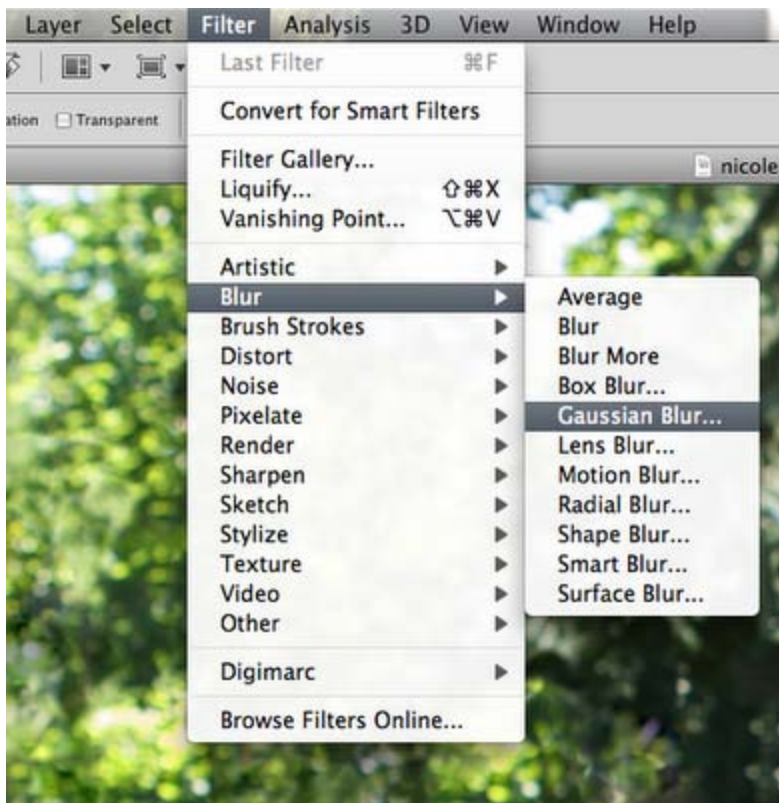 Layer Select Filter Analysis 3D View Window Help
Last Filter ⌘F
Transparent
Convert for Smart Filters
Filter Gallery...
nicole
Liquify... ⇧⌘X
Vanishing Point... ⌥⌘V
Artistic
Blur
Brush Strokes
Distort
Noise
Pixelate
Render
Sharpen
Sketch
Stylize
Texture
Video
Other
Digimarc
Browse Filters Online...
Average
Blur
Blur More
Box Blur...
Gaussian Blur...
Lens Blur...
Motion Blur...
Radial Blur...
Shape Blur...
Smart Blur...
Surface Blur...